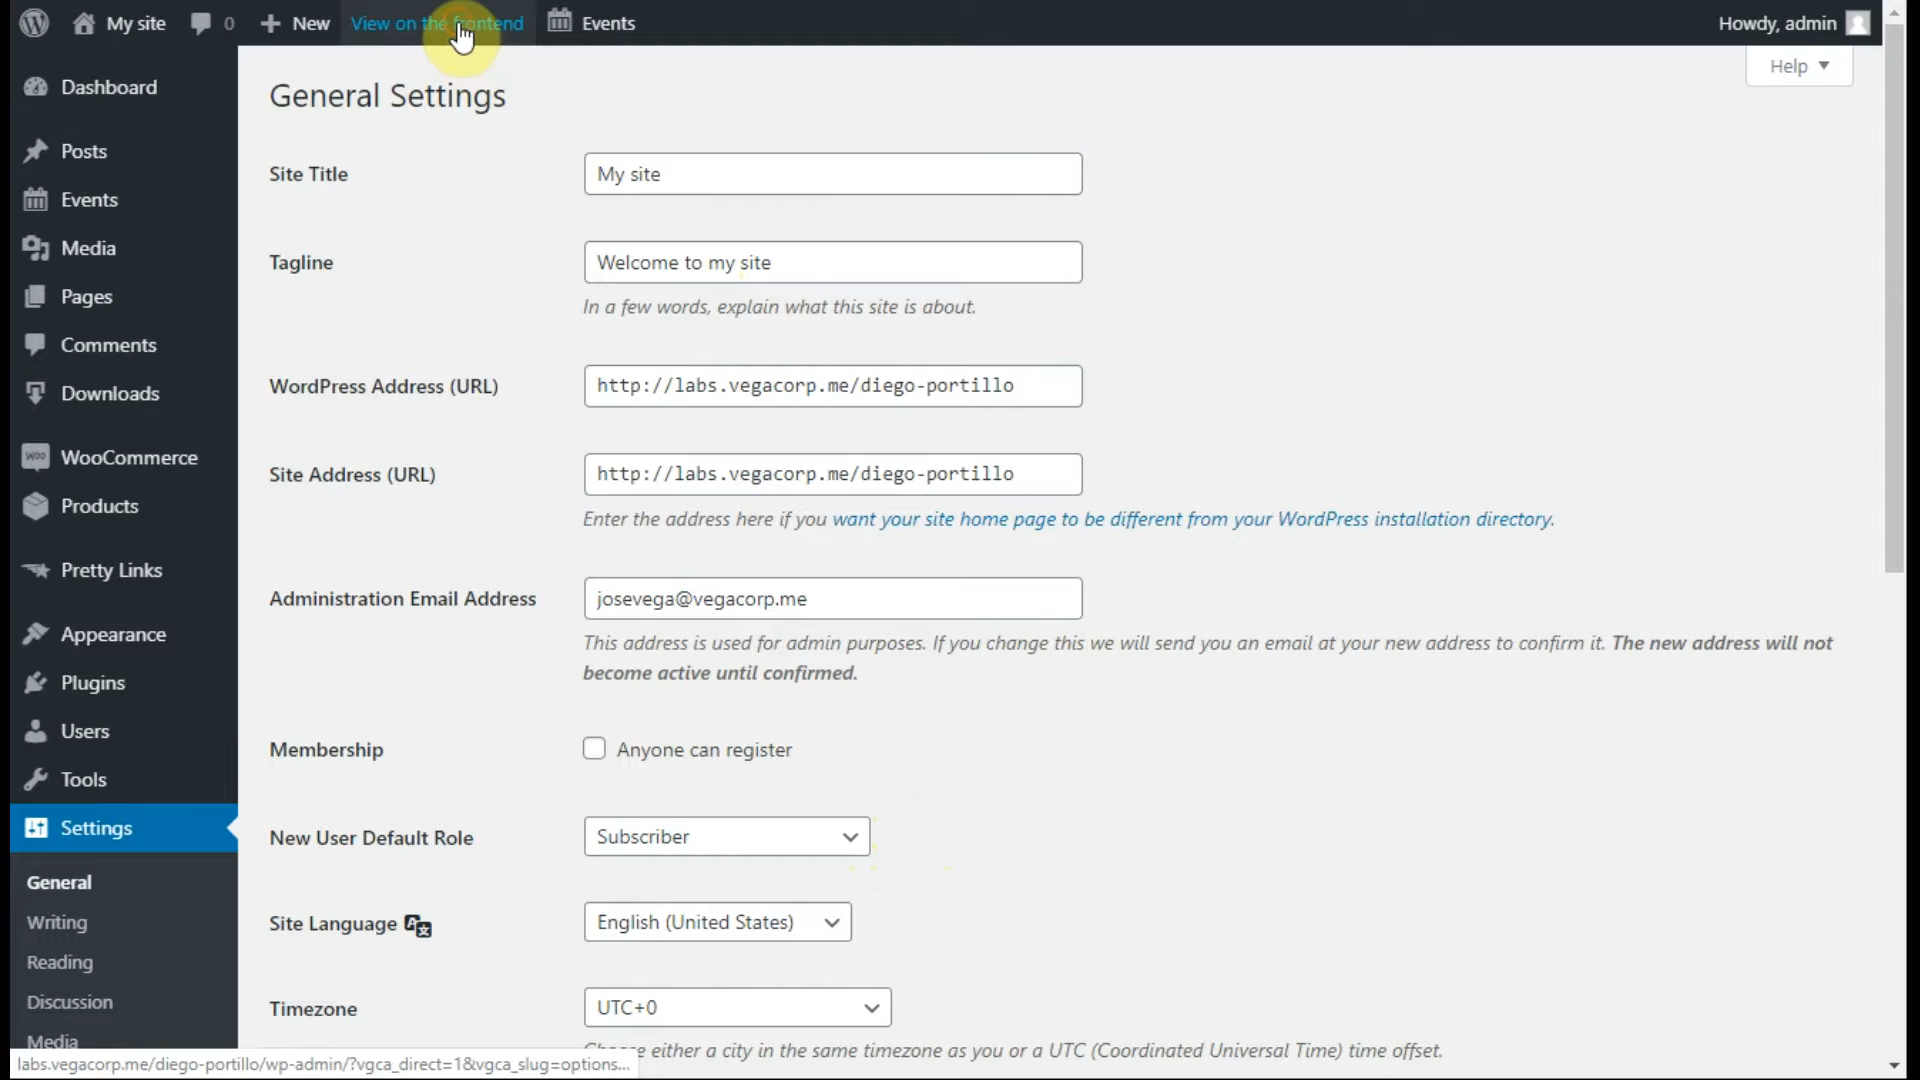 My site 0 New View on the frontend Events Howdy, admin
Help
Dashboard
Posts
Events
Media
Pages
Comments
Downloads
WooCommerce
Products
Pretty Links
Appearance
Plugins
Users
Tools
Settings
General
Writing
Reading
Discussion
Media
General Settings
Site Title My site
Tagline Welcome to my site
In a few words, explain what this site is about.
WordPress Address (URL) http://labs.vegacorp.me/diego-portillo
Site Address (URL) http://labs.vegacorp.me/diego-portillo
Enter the address here if you want your site home page to be different from your WordPress installation directory.
Administration Email Address josevega@vegacorp.me
This address is used for admin purposes. If you change this we will send you an email at your new address to confirm it. The new address will not
become active until confirmed.
Membership Anyone can register
New User Default Role Subscriber
Site Language English (United States)
Timezone UTC+0
either a city in the same timezone as you or a UTC (Coordinated Universal Time) time offset.
labs.vegacorp.me/diego-portillo/wp-admin/?vgca_direct=1&vgca_slug=options...